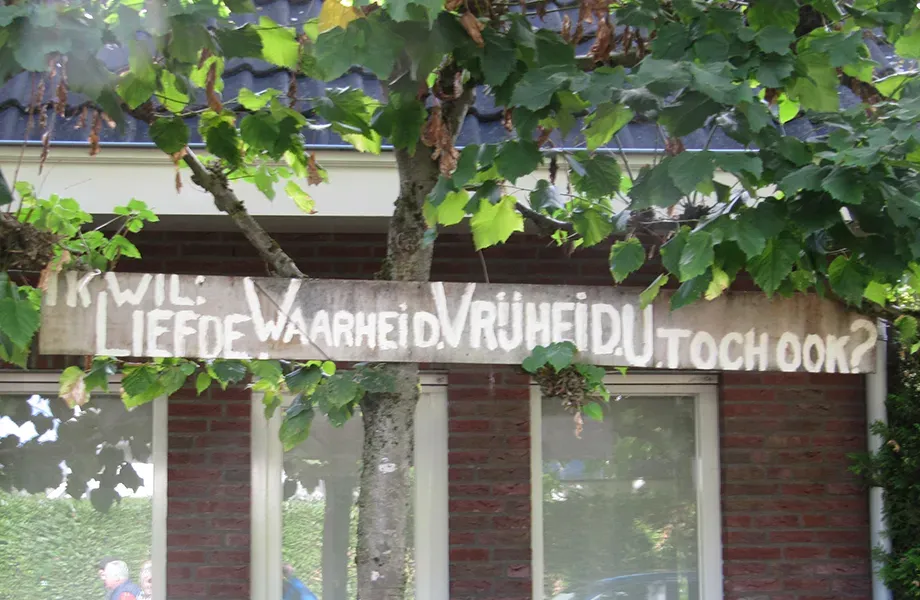 IK WIL:
LIEFDE. WAARHEID. VRIJHEID. U. TOCH OOK?